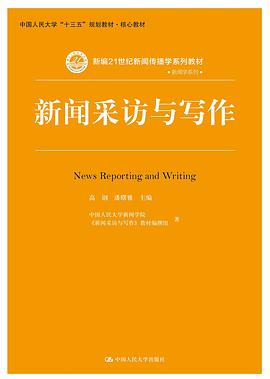 中国人民大学“十三五”规划教材·核心教材
新编21世纪新闻传播学系列教材
·新闻学系列·
新闻采访与写作
News Reporting and Writing
高 钢 潘曙雅 主编
中国人民大学新闻学院
《新闻采访与写作》教材编撰组
著
中国人民大学出版社